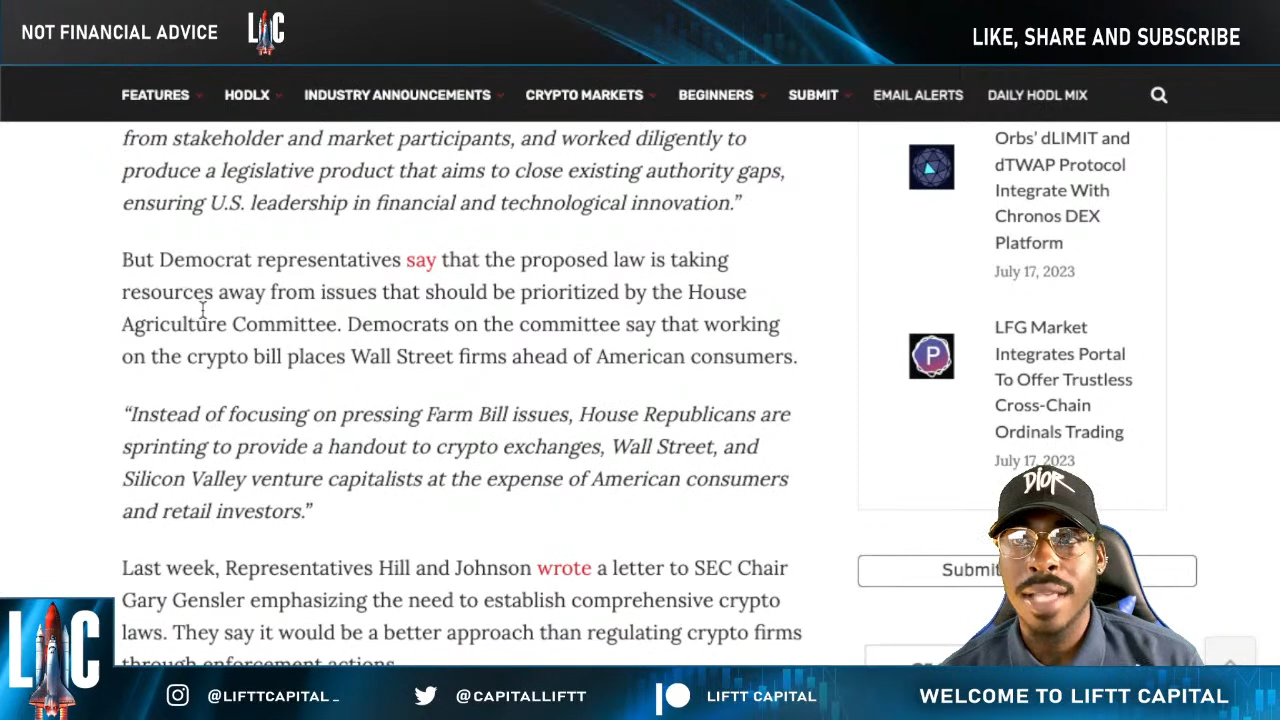 NOT FINANCIAL ADVICE
LC
LIKE, SHARE AND SUBSCRIBE
FEATURES HODLX INDUSTRY ANNOUNCEMENTS CRYPTO MARKETS BEGINNERS SUBMIT EMAIL ALERTS DAILY HODL MIX
from stakeholder and market participants, and worked diligently to
produce a legislative product that aims to close existing authority gaps,
ensuring U.S. leadership in financial and technological innovation.”
But Democrat representatives say that the proposed law is taking
resources away from issues that should be prioritized by the House
Agriculture Committee. Democrats on the committee say that working
on the crypto bill places Wall Street firms ahead of American consumers.
“Instead of focusing on pressing Farm Bill issues, House Republicans are
sprinting to provide a handout to crypto exchanges, Wall Street, and
Silicon Valley venture capitalists at the expense of American consumers
and retail investors.”
Last week, Representatives Hill and Johnson wrote a letter to SEC Chair
Gary Gensler emphasizing the need to establish comprehensive crypto
laws. They say it would be a better approach than regulating crypto firms
through enforcement actions.
Orbs’ dLIMIT and
dTWAP Protocol
Integrate With
Chronos DEX
Platform
July 17, 2023
P
LFG Market
Integrates Portal
To Offer Trustless
Cross-Chain
Ordinals Trading
July 17, 2023
DIOR
Submit
LC
@LIFTTCAPITAL_
@CAPITALLIFTT
LIFTT CAPITAL
WELCOME TO LIFTT CAPITAL